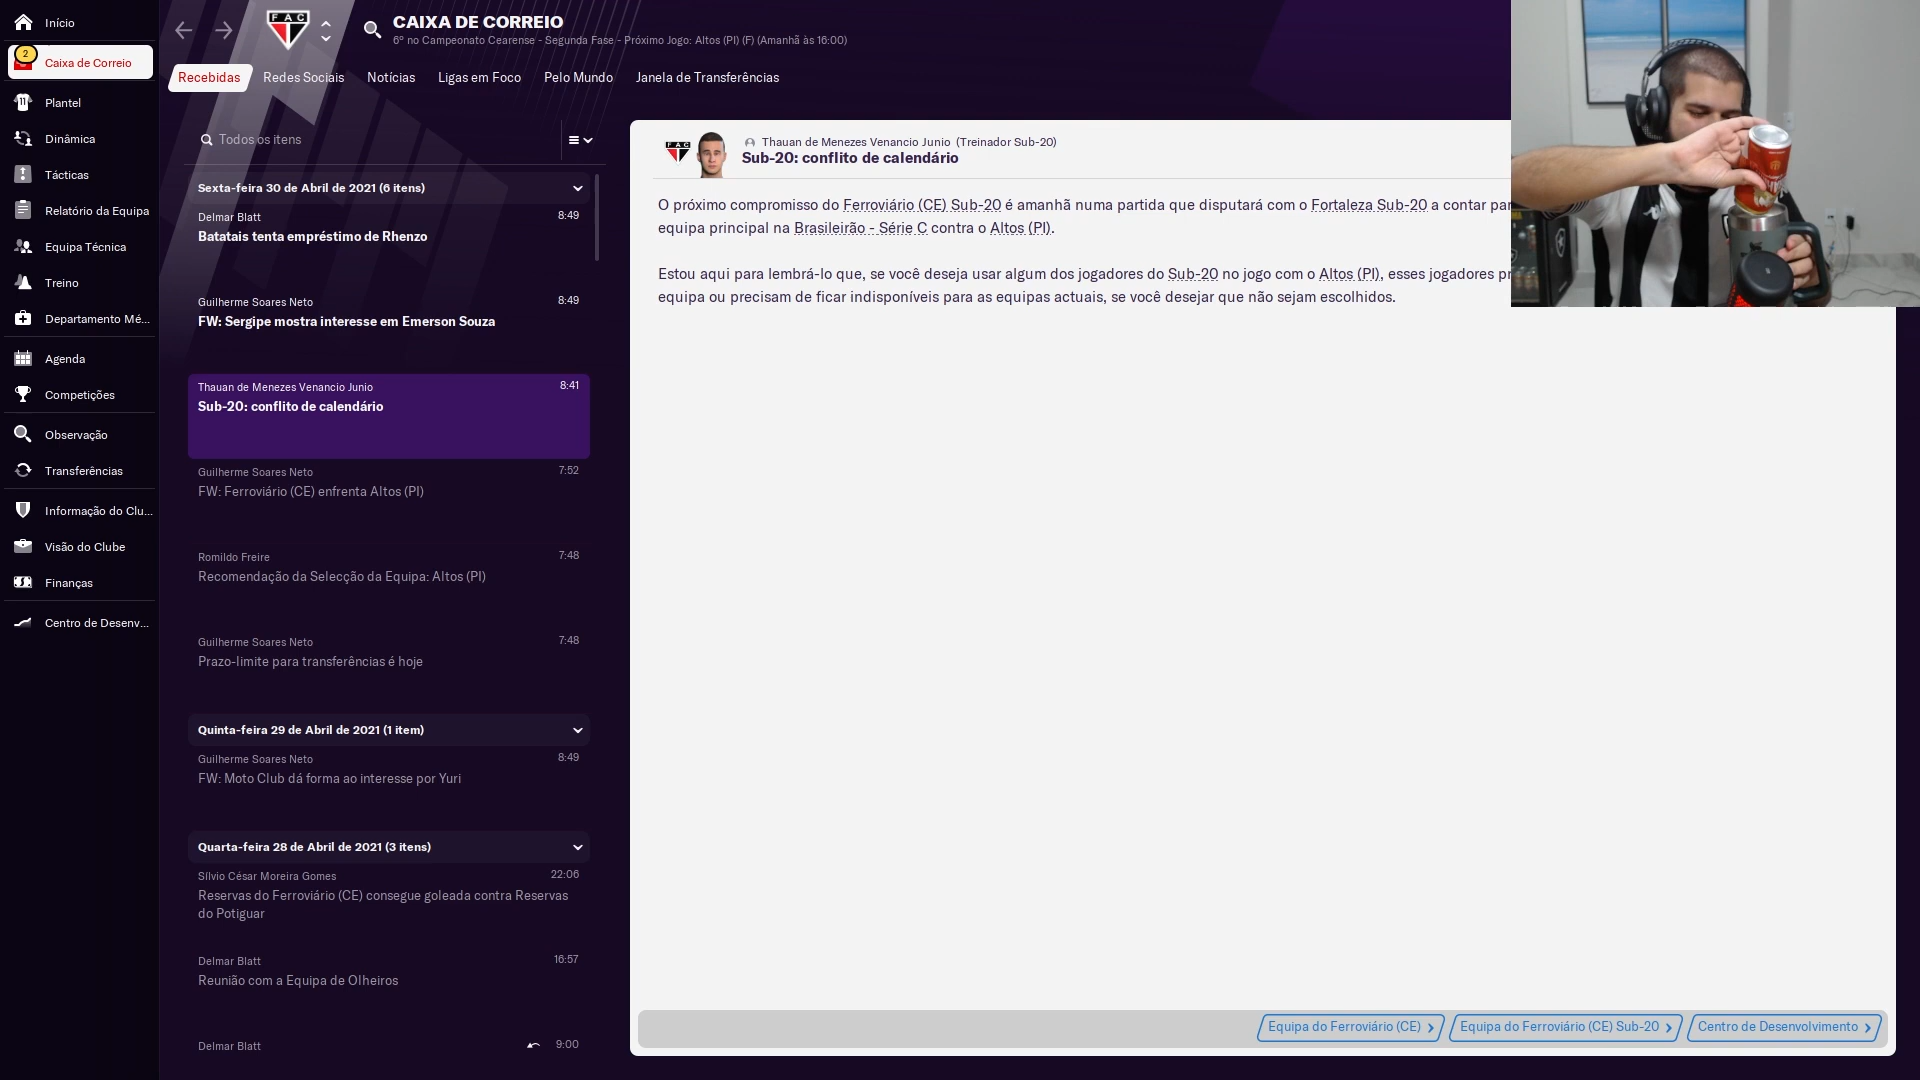 Início
2
Caixa de Correio
Plantel
Dinâmica
Tácticas
Relatório da Equipa
Equipa Técnica
Treino
Departamento Mé...
Agenda
Competições
Observação
Transferências
Informação do Clu...
Visão do Clube
Finanças
Centro de Desenv...
FAC
CAIXA DE CORREIO
6º no Campeonato Cearense - Segunda Fase - Próximo Jogo: Altos (PI) (F) (Amanhã às 16:00)
Recebidas Redes Sociais Notícias Ligas em Foco Pelo Mundo Janela de Transferências
Todos os itens
Sexta-feira 30 de Abril de 2021 (6 itens)
Delmar Blatt 8:49
Batatais tenta empréstimo de Rhenzo
Guilherme Soares Neto 8:49
FW: Sergipe mostra interesse em Emerson Souza
Thauan de Menezes Venancio Junio 8:41
Sub-20: conflito de calendário
Guilherme Soares Neto 7:52
FW: Ferroviário (CE) enfrenta Altos (PI)
Romildo Freire 7:48
Recomendação da Selecção da Equipa: Altos (PI)
Guilherme Soares Neto 7:48
Prazo-limite para transferências é hoje
Quinta-feira 29 de Abril de 2021 (1 item)
Guilherme Soares Neto 8:49
FW: Moto Club dá forma ao interesse por Yuri
Quarta-feira 28 de Abril de 2021 (3 itens)
Sílvio César Moreira Gomes 22:06
Reservas do Ferroviário (CE) consegue goleada contra Reservas
do Potiguar
Delmar Blatt 16:57
Reunião com a Equipa de Olheiros
Delmar Blatt 9:00
FAC
Thauan de Menezes Venancio Junio (Treinador Sub-20)
Sub-20: conflito de calendário
O próximo compromisso do Ferroviário (CE) Sub-20 é amanhã numa partida que disputará com o Fortaleza Sub-20 a contar par
equipa principal na Brasileirão - Série C contra o Altos (PI).
Estou aqui para lembrá-lo que, se você deseja usar algum dos jogadores do Sub-20 no jogo com o Altos (PI), esses jogadores pr
equipa ou precisam de ficar indisponíveis para as equipas actuais, se você desejar que não sejam escolhidos.
Equipa do Ferroviário (CE) Equipa do Ferroviário (CE) Sub-20 Centro de Desenvolvimento